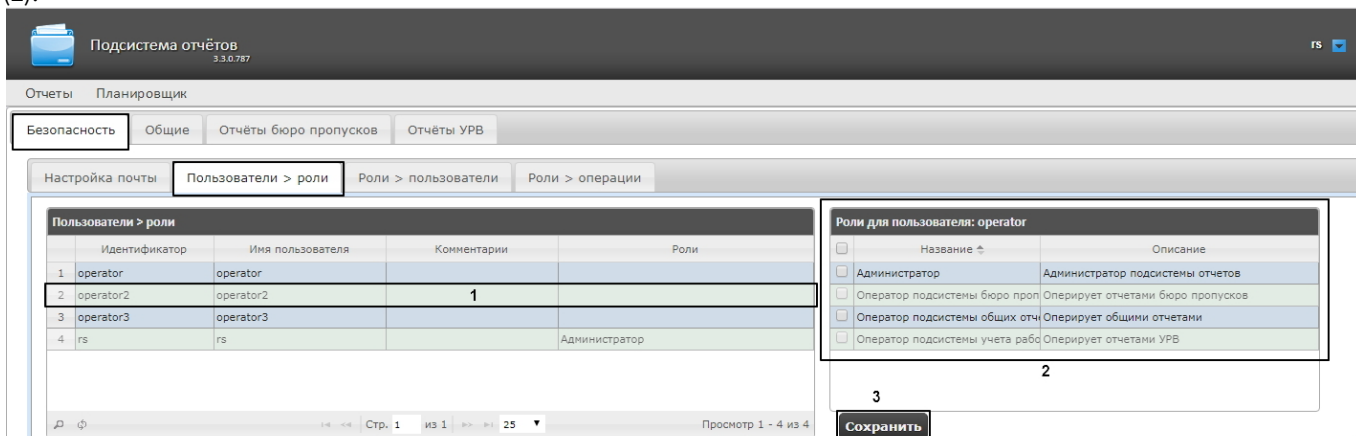 (2).
Подсистема отчётов
3.3.0.787
rs
Отчеты Планировщик
Безопасность Общие Отчёты бюро пропусков Отчёты УРВ
Настройка почты Пользователи > роли Роли > пользователи Роли > операции
Пользователи > роли
Идентификатор Имя пользователя Комментарии Роли
1 operator operator
2 operator2 operator2 1
3 operator3 operator3
4 rs rs Администратор
Стр. 1 из 1 25 Просмотр 1 - 4 из 4
Роли для пользователя: operator
Название Описание
Администратор Администратор подсистемы отчетов
Оператор подсистемы бюро проп Оперирует отчетами бюро пропусков
Оператор подсистемы общих отч Оперирует общими отчетами
Оператор подсистемы учета рабо Оперирует отчетами УРВ
2
3
Сохранить